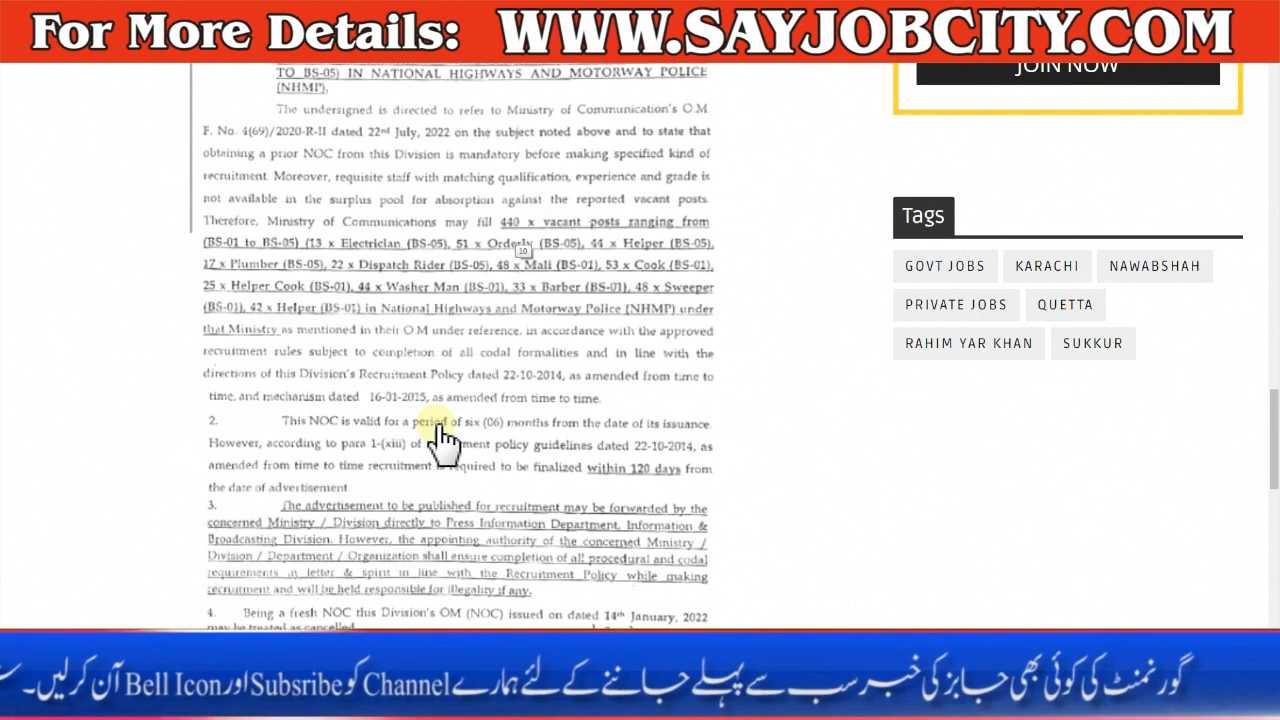 For More Details: WWW.SAYJOBCITY.COM
TO BS-05) IN NATIONAL HIGHWAYS AND MOTORWAY POLICE
(NHMP).
The undersigned is directed to refer to Ministry of Communication's O.M
F. No. 4(69)/2020-R-II dated 22nd July, 2022 on the subject noted above and to state that
obtaining a prior NOC from this Division is mandatory before making specified kind of
recruitment. Moreover, requisite staff with matching qualification, experience and grade is
not available in the surplus pool for absorption against the reported vacant posts.
Therefore, Ministry of Communications may fill 440 x vacant posts ranging from
(BS-01 to BS-05) (13 x Electrician (BS-05), 51 x Orderly (BS-05), 44 x Helper (BS-05),
10
17 x Plumber (BS-05), 22 x Dispatch Rider (BS-05), 48 x Mali (BS-01), 53 x Cook (BS-01),
25 x Helper Cook (BS-01), 44 x Washer Man (BS-01), 33 x Barber (BS-01), 48 x Sweeper
(BS-01), 42 x Helper (BS-01) in National Highways and Motorway Police (NHMP) under
that Ministry as mentioned in their O M under reference, in accordance with the approved
recruitment rules subject to completion of all codal formalities and in line with the
directions of this Division's Recruitment Policy dated 22-10-2014, as amended from time to
time, and mechanism dated 16-01-2015, as amended from time to time.
2. This NOC is valid for a period of six (06) months from the date of its issuance.
However, according to para 1-(xiii) of ment policy guidelines dated 22-10-2014, as
amended from time to time recruitment is required to be finalized within 120 days from
the date of advertisement.
3. The advertisement to be published for recruitment may be forwarded by the
concerned Ministry / Division directly to Press Information Department, Information &
Broadcasting Division. However, the appointing authority of the concerned Ministry /
Division / Department / Organization shall ensure completion of all procedural and codal
requirements in letter & spirit in line with the Recruitment Policy while making
recruitment and will be held responsible for illegality if any.
4. Being a fresh NOC this Division's OM (NOC) issued on dated 14th January, 2022
may be treated as cancelled
JOIN NOW
Tags
GOVT JOBS KARACHI NAWABSHAH
PRIVATE JOBS QUETTA
RAHIM YAR KHAN SUKKUR
گورنمنٹ کی کوئی بھی جابز کی خبر سب سے پہلے جاننے کے لئے ہمارے Channel کو Subsribe اور Bell Icon آن کرلیں۔